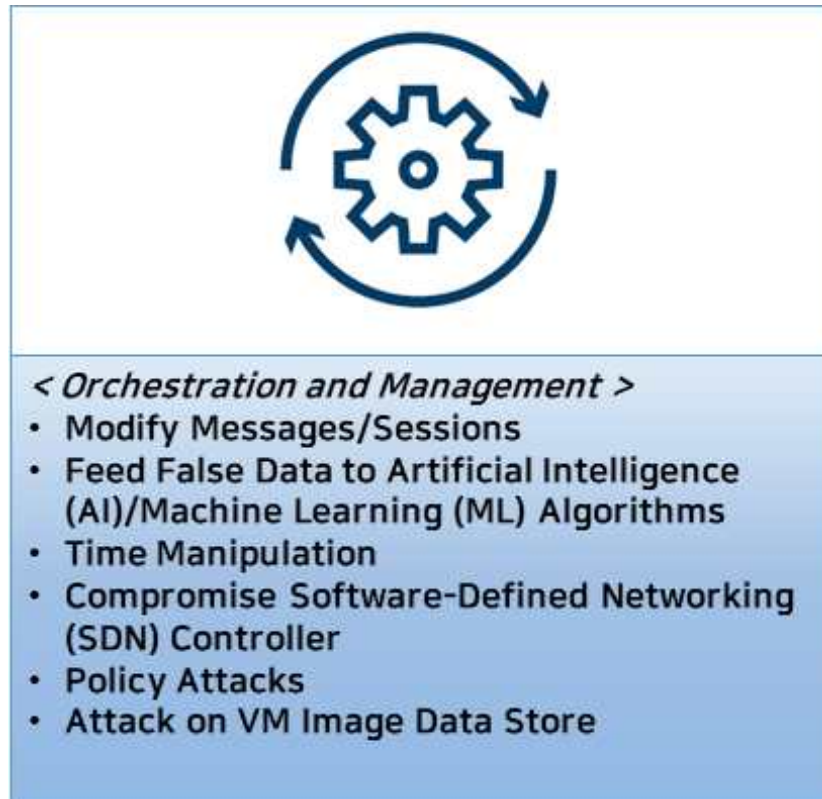 < Orchestration and Management >
• Modify Messages/Sessions
• Feed False Data to Artificial Intelligence
(AI)/Machine Learning (ML) Algorithms
• Time Manipulation
• Compromise Software-Defined Networking
(SDN) Controller
• Policy Attacks
• Attack on VM Image Data Store